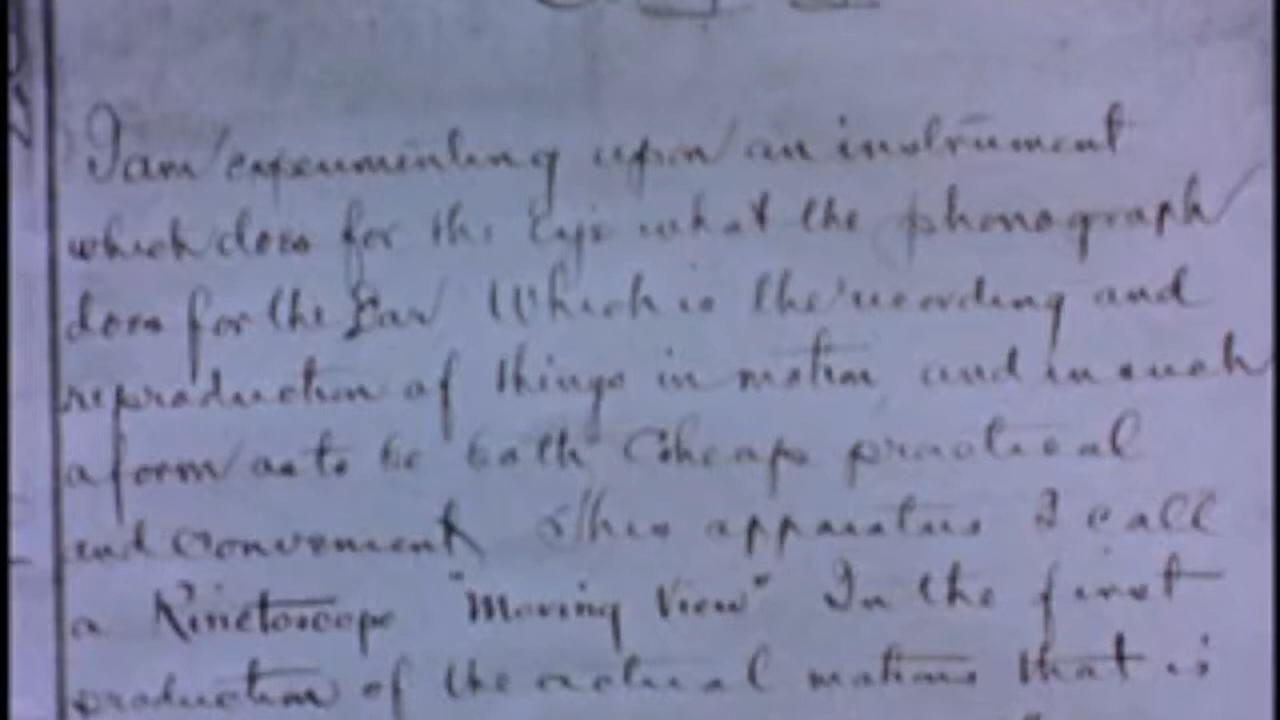 I am experimenting upon an instrument
which does for the Eye what the phonograph
does for the Ear Which is the recording and
reproduction of things in motion and in such
a form as to be both Cheap practical
and Convenient This apparatus I call
a Kinetoscope "Moving View" In the first
production of the actual motions that is